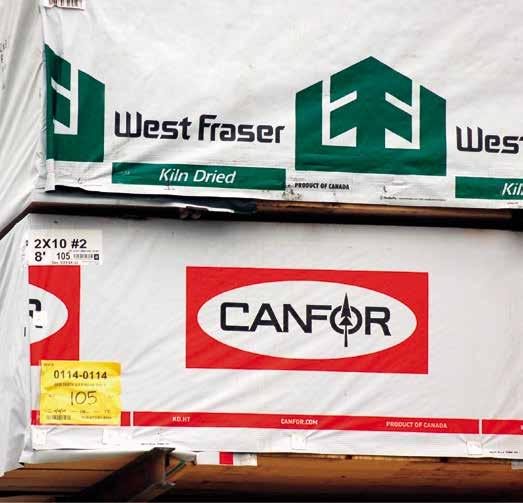 West Fraser
West
Kiln Dried
PRODUCT OF CANADA
Kil
2X10 #2
8' 105
CANFOR
R
0114-0114
105
KD.HT CANFOR.COM PRODUCT OF CANADA